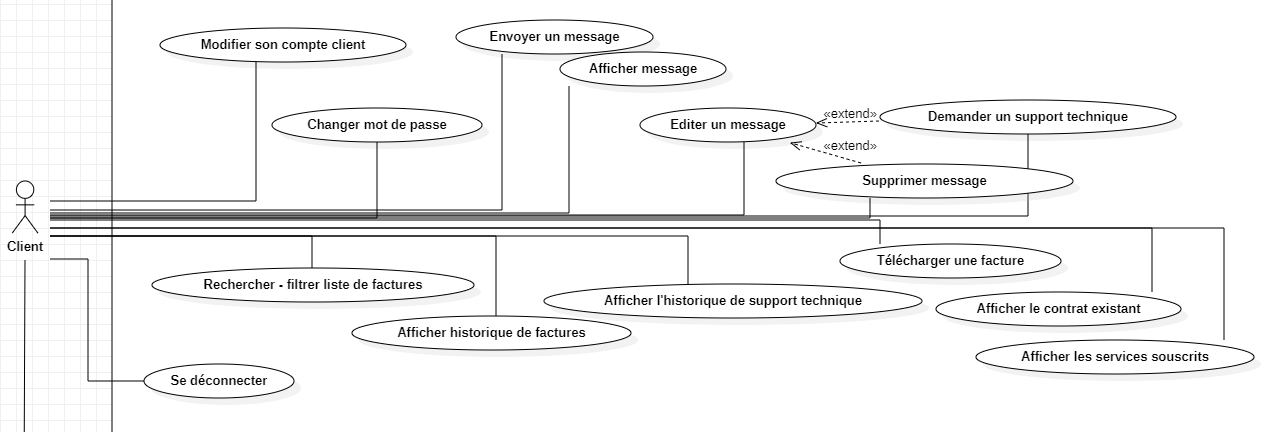 Modifier son compte client
Envoyer un message
Afficher message
Changer mot de passe
Editer un message
«extend»
Demander un support technique
«extend»
Supprimer message
Client
Télécharger une facture
Rechercher - filtrer liste de factures
Afficher l'historique de support technique
Afficher le contrat existant
Afficher historique de factures
Afficher les services souscrits
Se déconnecter